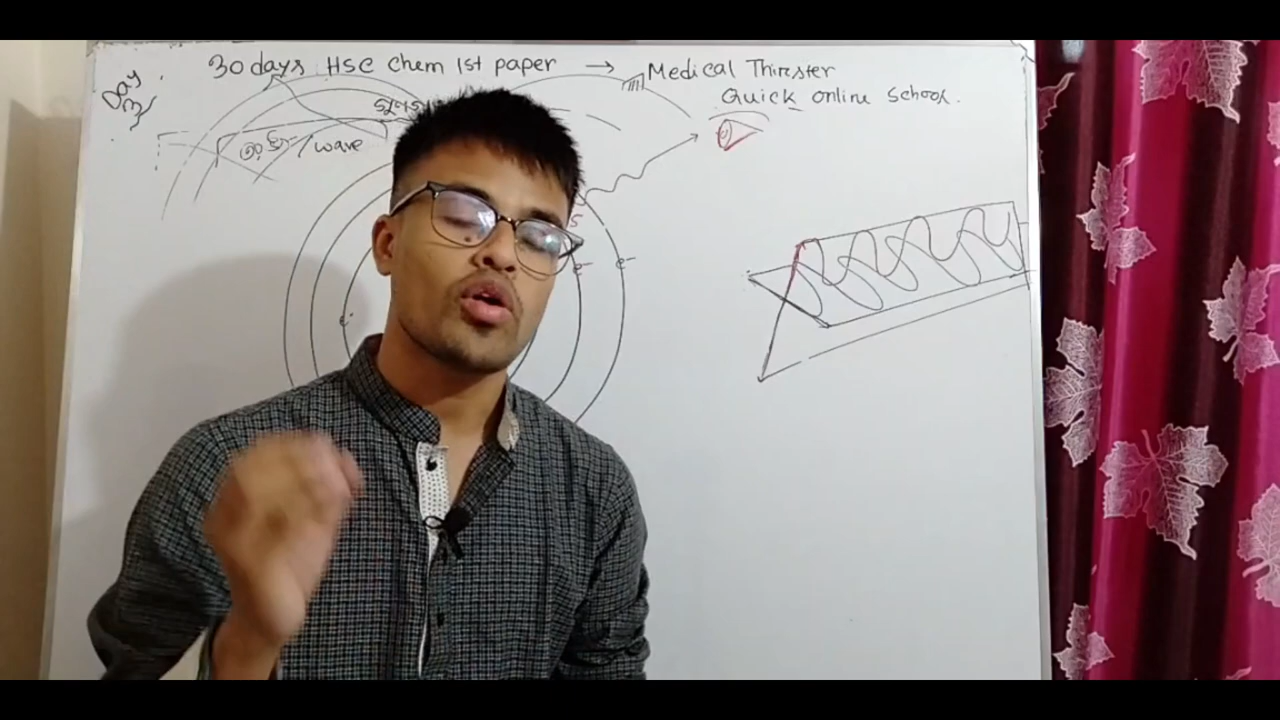 30 days HSC Chem 1st paper → Medical Thirster
Quick online School.
Day
3
/ wave
s
e⁻ e⁻
e⁻